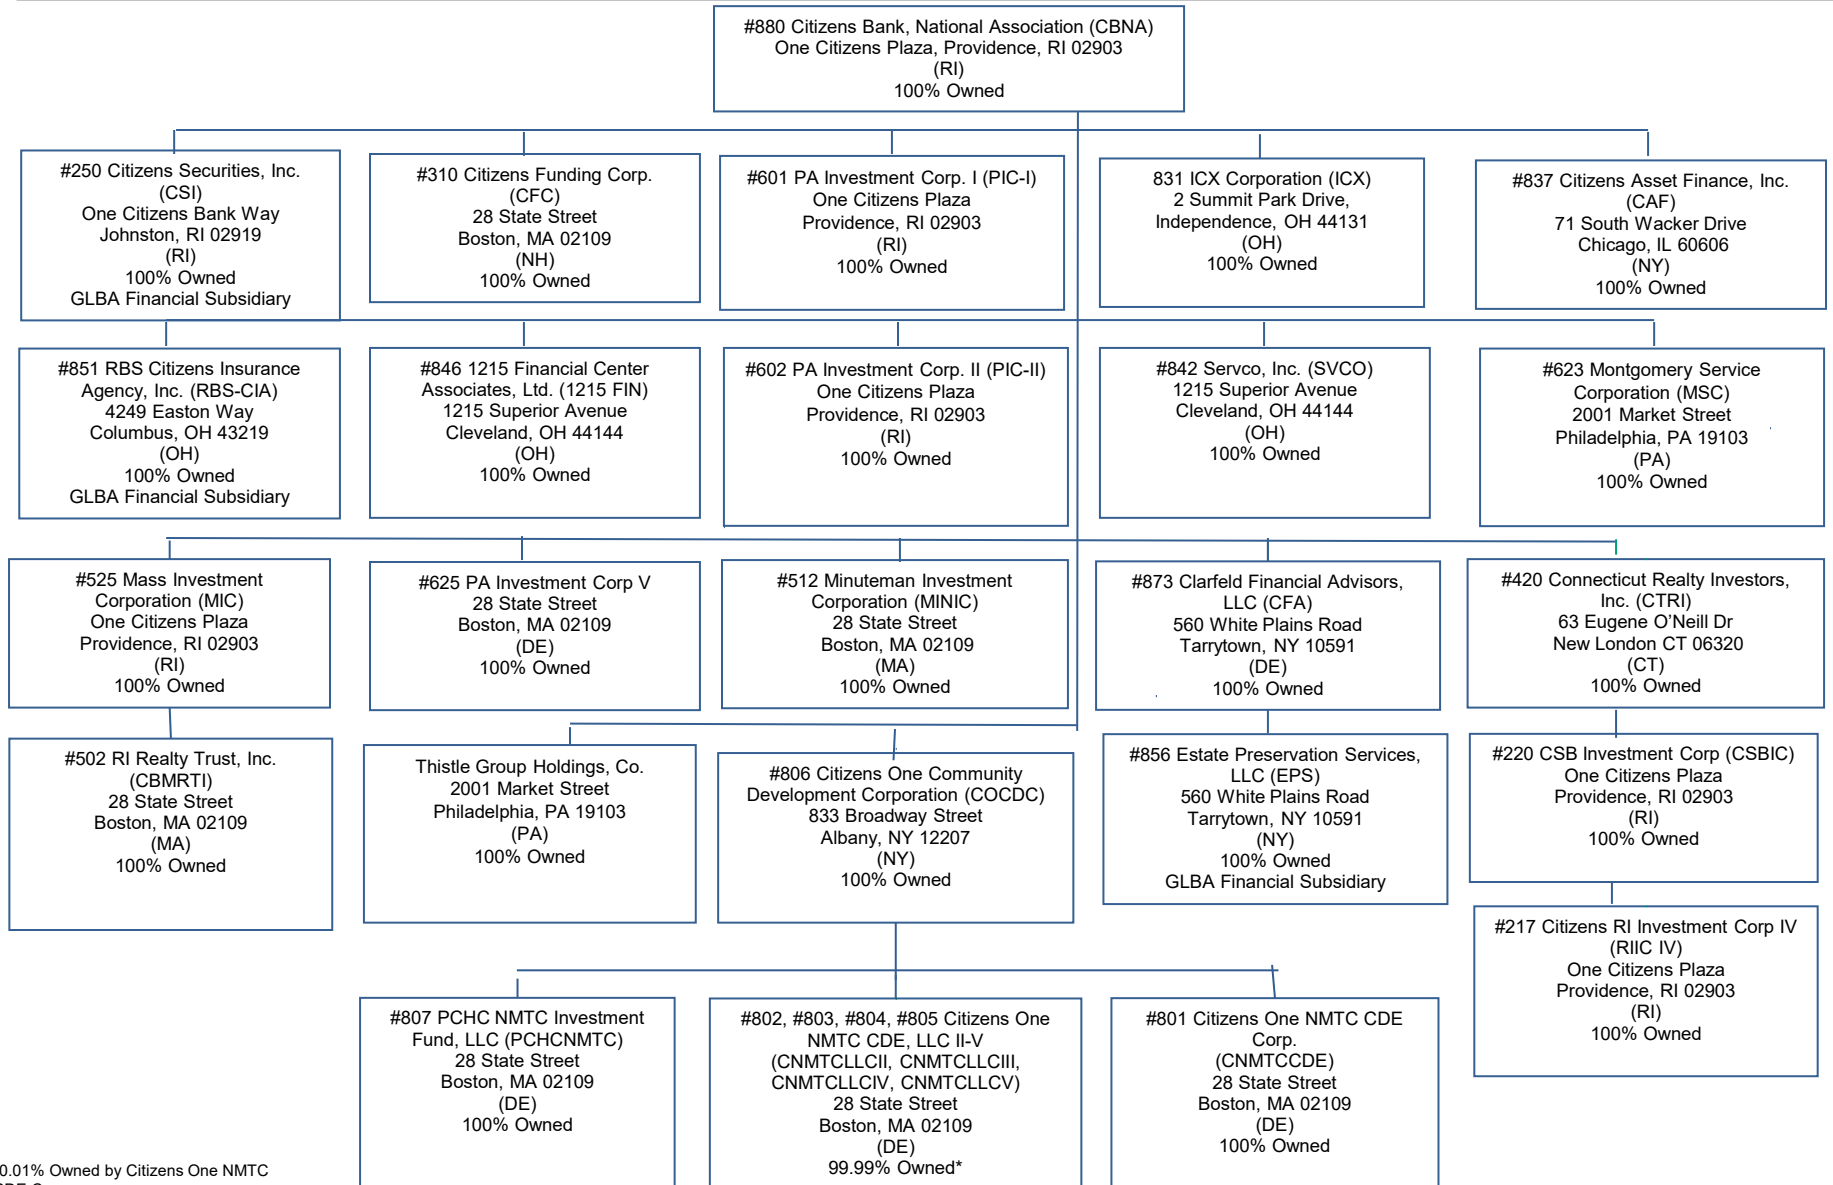 #880 Citizens Bank, National Association (CBNA)
One Citizens Plaza, Providence, RI 02903
(RI)
100% Owned
#250 Citizens Securities, Inc.
(CSI)
One Citizens Bank Way
Johnston, RI 02919
(RI)
100% Owned
GLBA Financial Subsidiary
#310 Citizens Funding Corp.
(CFC)
28 State Street
Boston, MA 02109
(NH)
100% Owned
#601 PA Investment Corp. I (PIC-I)
One Citizens Plaza
Providence, RI 02903
(RI)
100% Owned
831 ICX Corporation (ICX)
2 Summit Park Drive,
Independence, OH 44131
(OH)
100% Owned
#837 Citizens Asset Finance, Inc.
(CAF)
71 South Wacker Drive
Chicago, IL 60606
(NY)
100% Owned
#851 RBS Citizens Insurance
Agency, Inc. (RBS-CIA)
4249 Easton Way
Columbus, OH 43219
(OH)
100% Owned
GLBA Financial Subsidiary
#846 1215 Financial Center
Associates, Ltd. (1215 FIN)
1215 Superior Avenue
Cleveland, OH 44144
(OH)
100% Owned
#602 PA Investment Corp. II (PIC-II)
One Citizens Plaza
Providence, RI 02903
(RI)
100% Owned
#842 Servco, Inc. (SVCO)
1215 Superior Avenue
Cleveland, OH 44144
(OH)
100% Owned
#623 Montgomery Service
Corporation (MSC)
2001 Market Street
Philadelphia, PA 19103
(PA)
100% Owned
#525 Mass Investment
Corporation (MIC)
One Citizens Plaza
Providence, RI 02903
(RI)
100% Owned
#625 PA Investment Corp V
28 State Street
Boston, MA 02109
(DE)
100% Owned
#512 Minuteman Investment
Corporation (MINIC)
28 State Street
Boston, MA 02109
(MA)
100% Owned
#873 Clarfeld Financial Advisors,
LLC (CFA)
560 White Plains Road
Tarrytown, NY 10591
(DE)
100% Owned
#420 Connecticut Realty Investors,
Inc. (CTRI)
63 Eugene O’Neill Dr
New London CT 06320
(CT)
100% Owned
#502 RI Realty Trust, Inc.
(CBMRTI)
28 State Street
Boston, MA 02109
(MA)
100% Owned
Thistle Group Holdings, Co.
2001 Market Street
Philadelphia, PA 19103
(PA)
100% Owned
#806 Citizens One Community
Development Corporation (COCDC)
833 Broadway Street
Albany, NY 12207
(NY)
100% Owned
#856 Estate Preservation Services,
LLC (EPS)
560 White Plains Road
Tarrytown, NY 10591
(NY)
100% Owned
GLBA Financial Subsidiary
#220 CSB Investment Corp (CSBIC)
One Citizens Plaza
Providence, RI 02903
(RI)
100% Owned
#217 Citizens RI Investment Corp IV
(RIIC IV)
One Citizens Plaza
Providence, RI 02903
(RI)
100% Owned
#807 PCHC NMTC Investment
Fund, LLC (PCHCNMTC)
28 State Street
Boston, MA 02109
(DE)
100% Owned
#802, #803, #804, #805 Citizens One
NMTC CDE, LLC II-V
(CNMTCLLCII, CNMTCLLCIII,
CNMTCLLCIV, CNMTCLLCV)
28 State Street
Boston, MA 02109
(DE)
99.99% Owned*
#801 Citizens One NMTC CDE
Corp.
(CNMTCCDE)
28 State Street
Boston, MA 02109
(DE)
100% Owned
0.01% Owned by Citizens One NMTC